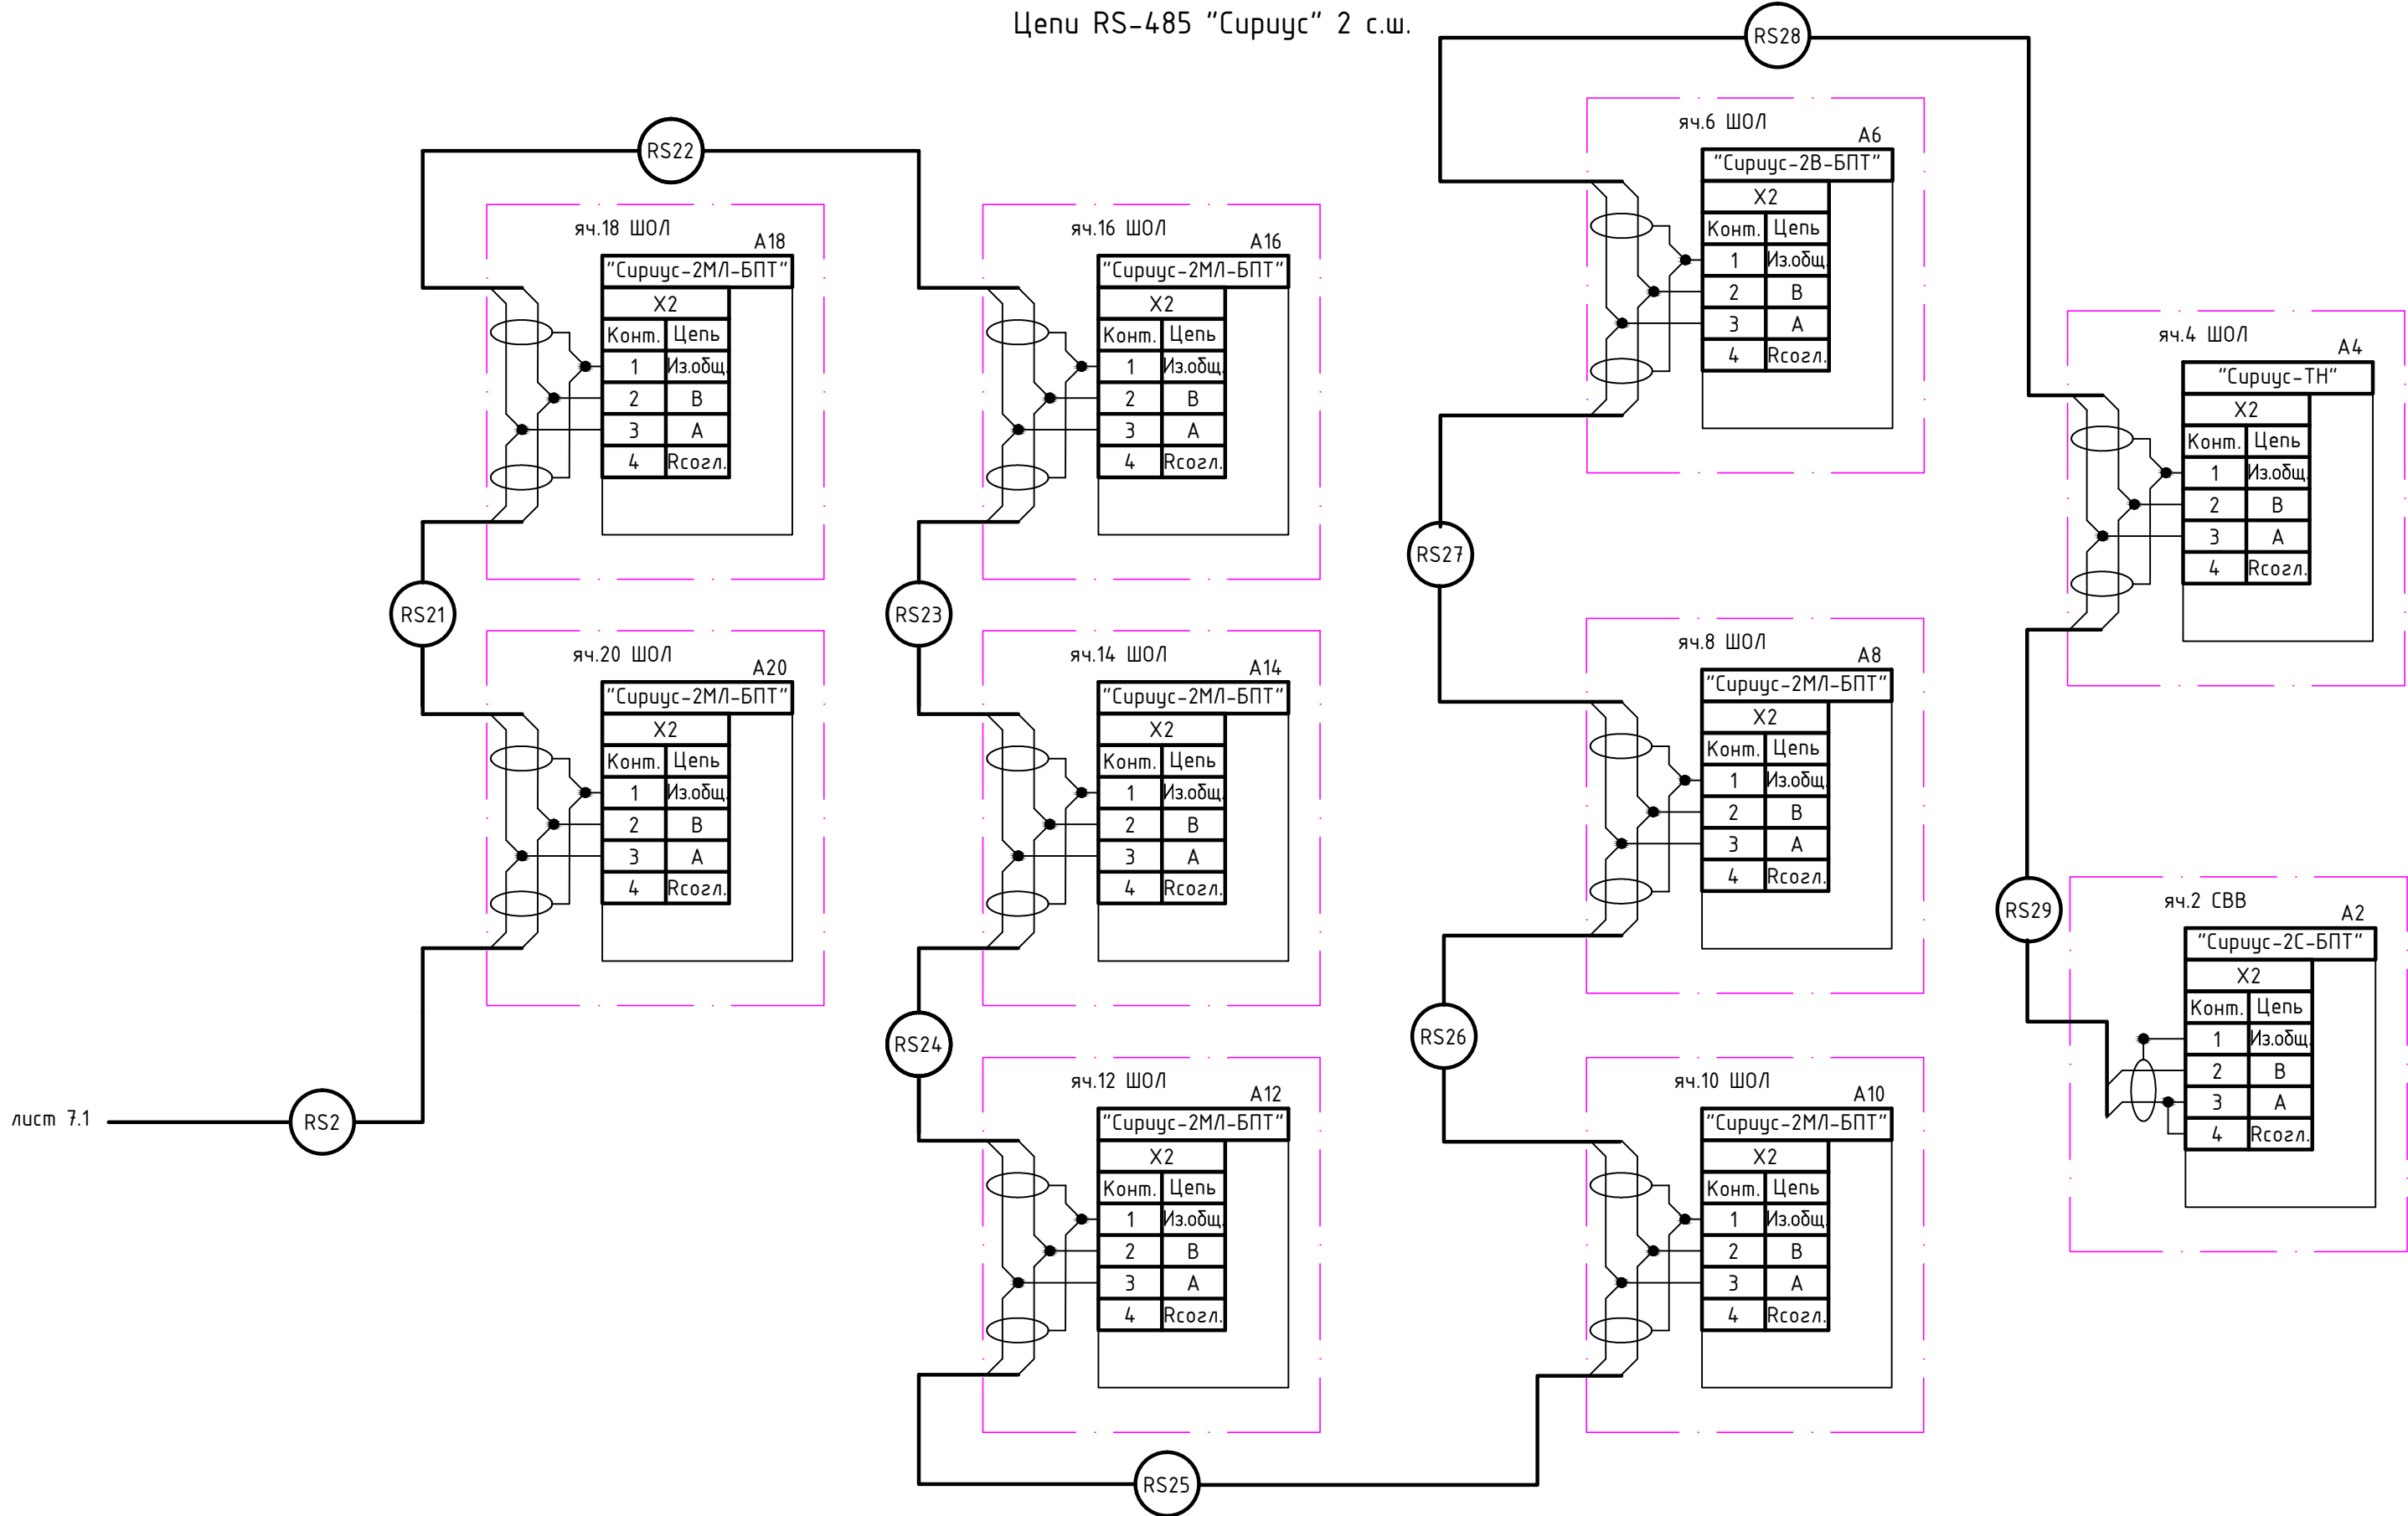 Цепи RS-485 "Сириус" 2 с.ш.
RS28
RS22
яч.18 ШОЛ
A18
"Сириус-2МЛ-БПТ"
X2
Конт. Цепь
1 Из.общ.
2 B
3 A
4 Rсогл.
яч.16 ШОЛ
A16
"Сириус-2МЛ-БПТ"
X2
Конт. Цепь
1 Из.общ.
2 B
3 A
4 Rсогл.
яч.6 ШОЛ
A6
"Сириус-2В-БПТ"
X2
Конт. Цепь
1 Из.общ.
2 B
3 A
4 Rсогл.
яч.4 ШОЛ
A4
"Сириус-ТН"
X2
Конт. Цепь
1 Из.общ.
2 B
3 A
4 Rсогл.
RS21
RS23
RS27
яч.20 ШОЛ
A20
"Сириус-2МЛ-БПТ"
X2
Конт. Цепь
1 Из.общ.
2 B
3 A
4 Rсогл.
яч.14 ШОЛ
A14
"Сириус-2МЛ-БПТ"
X2
Конт. Цепь
1 Из.общ.
2 B
3 A
4 Rсогл.
яч.8 ШОЛ
A8
"Сириус-2МЛ-БПТ"
X2
Конт. Цепь
1 Из.общ.
2 B
3 A
4 Rсогл.
RS29
яч.2 СВВ
A2
"Сириус-2С-БПТ"
X2
Конт. Цепь
1 Из.общ.
2 B
3 A
4 Rсогл.
RS24
RS26
лист 7.1
RS2
яч.12 ШОЛ
A12
"Сириус-2МЛ-БПТ"
X2
Конт. Цепь
1 Из.общ.
2 B
3 A
4 Rсогл.
яч.10 ШОЛ
A10
"Сириус-2МЛ-БПТ"
X2
Конт. Цепь
1 Из.общ.
2 B
3 A
4 Rсогл.
RS25